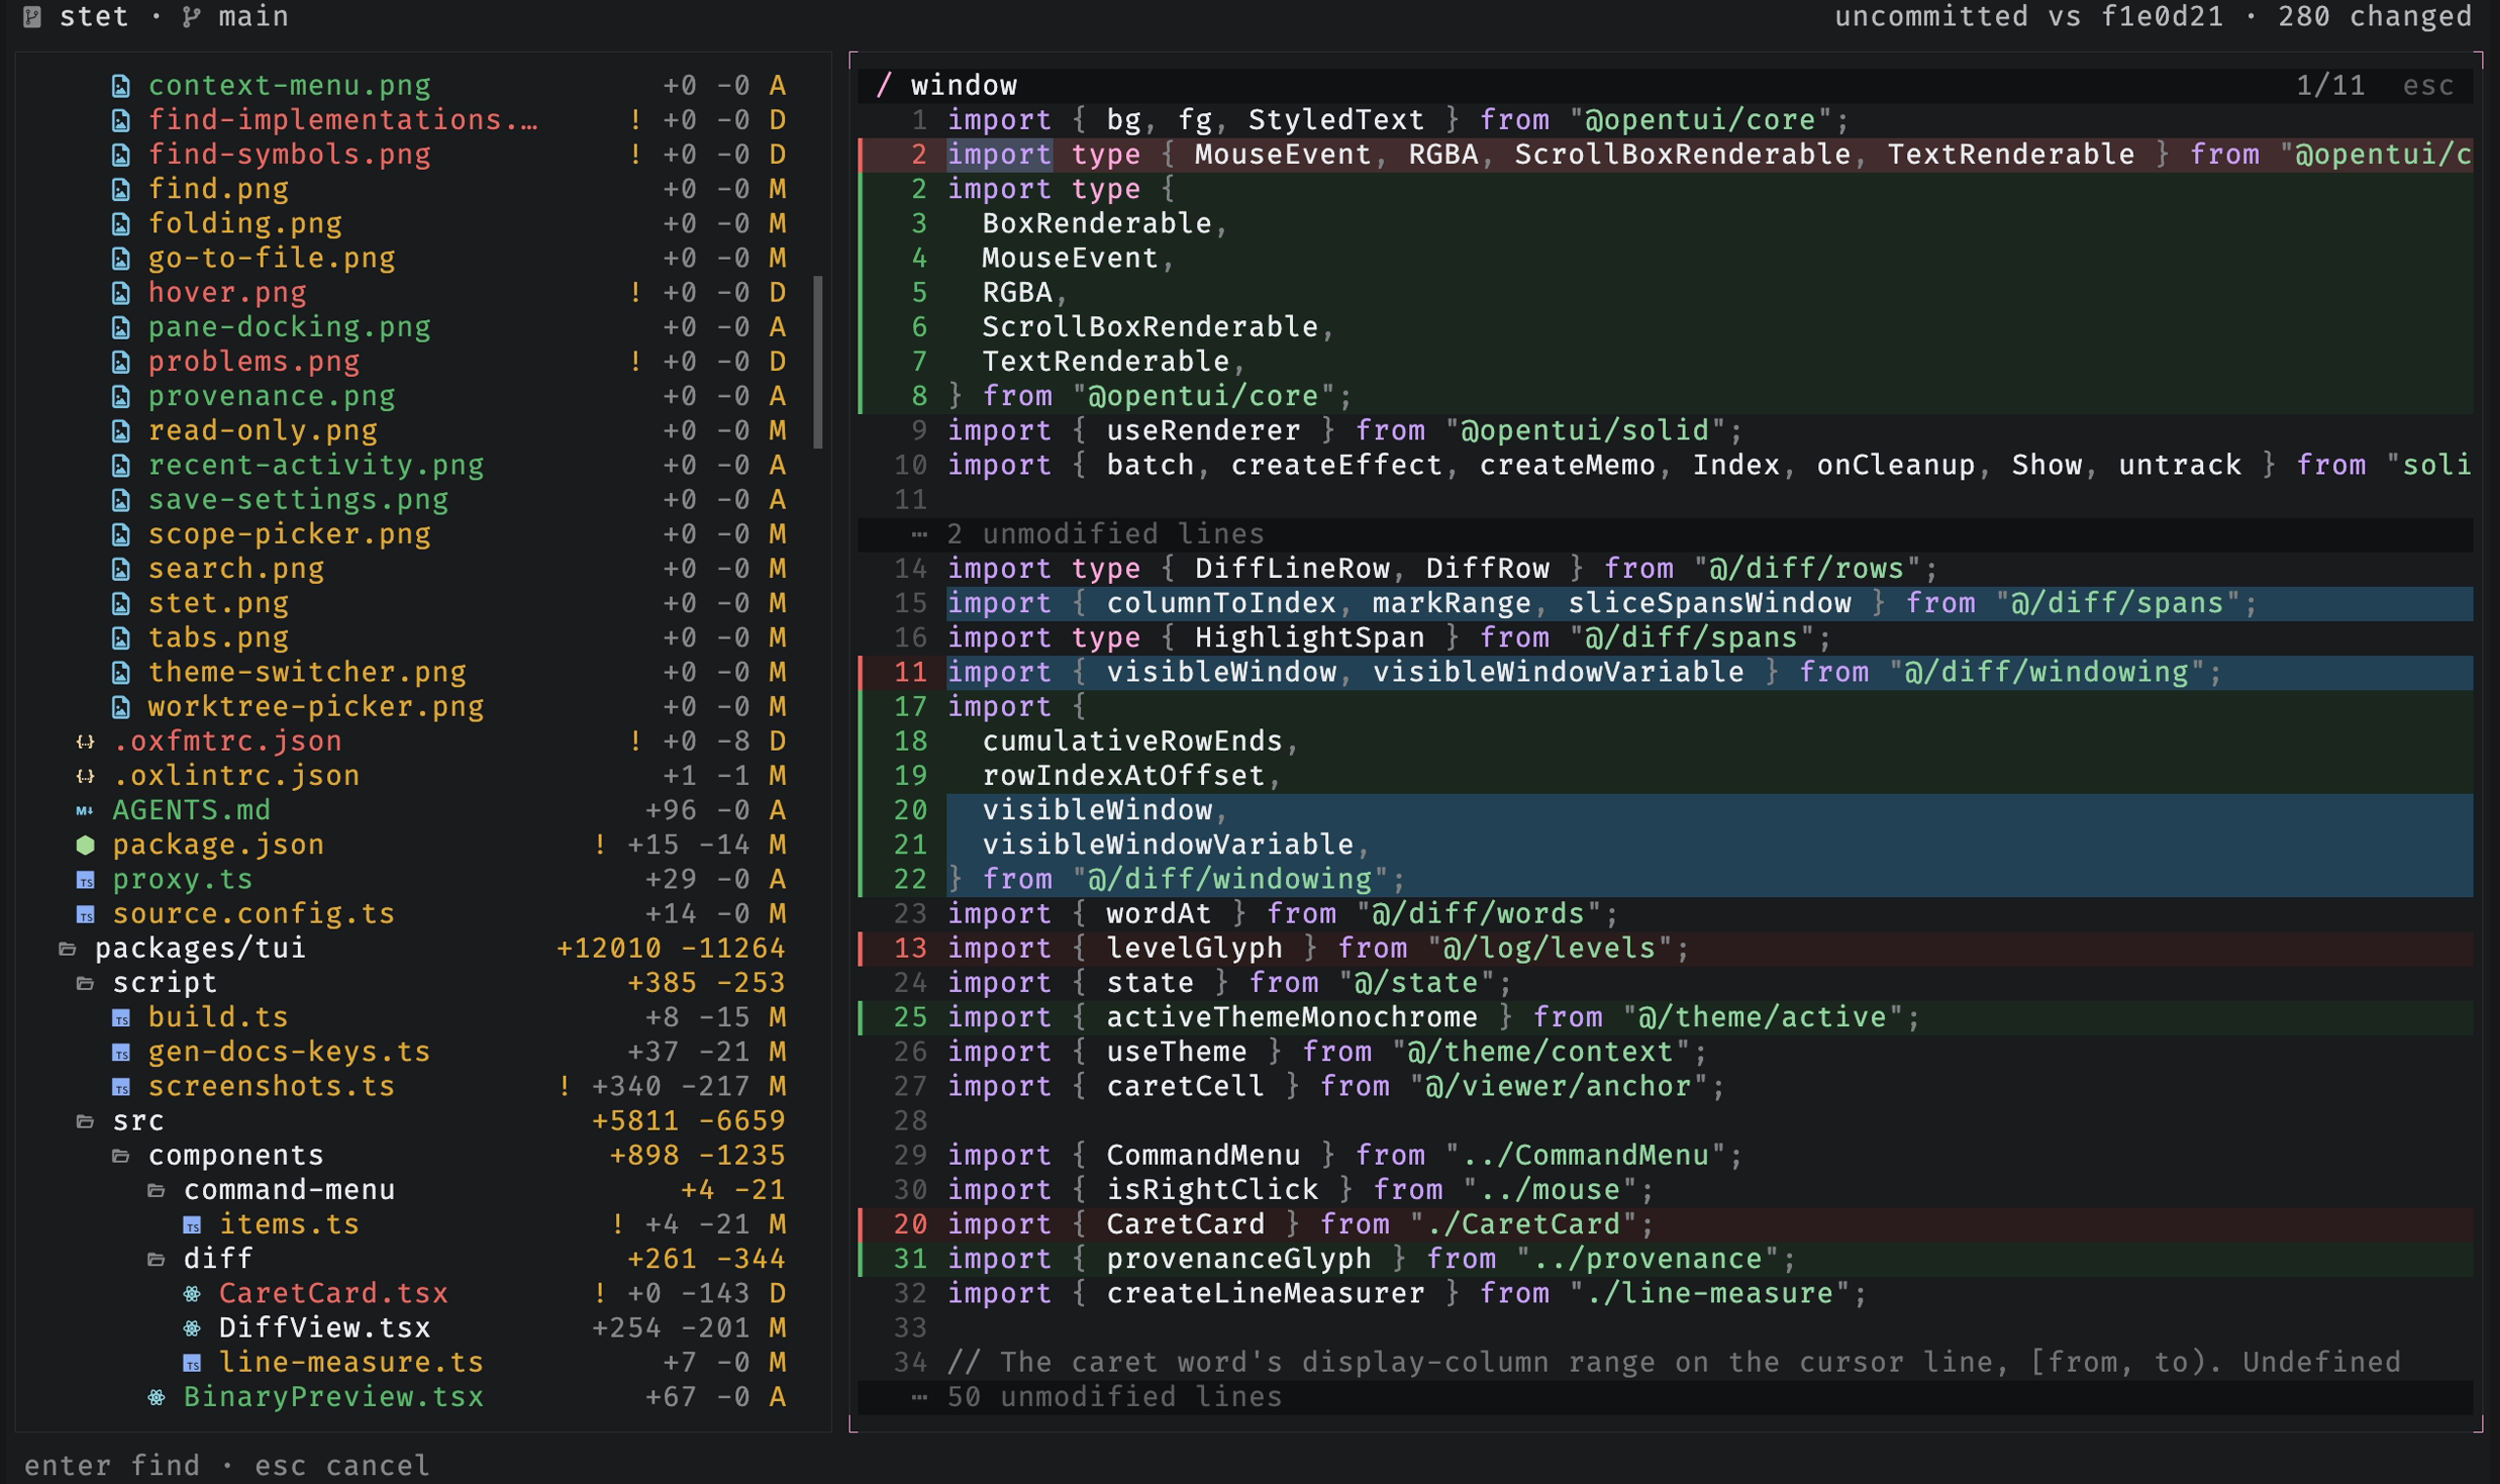 stet · main
uncommitted vs f1e0d21 · 280 changed
context-menu.png +0 -0 A
find-implementations.… ! +0 -0 D
find-symbols.png ! +0 -0 D
find.png +0 -0 M
folding.png +0 -0 M
go-to-file.png +0 -0 M
hover.png ! +0 -0 D
pane-docking.png +0 -0 A
problems.png ! +0 -0 D
provenance.png +0 -0 A
read-only.png +0 -0 M
recent-activity.png +0 -0 A
save-settings.png +0 -0 A
scope-picker.png +0 -0 M
search.png +0 -0 M
stet.png +0 -0 M
tabs.png +0 -0 M
theme-switcher.png +0 -0 M
worktree-picker.png +0 -0 M
{..} .oxfmtrc.json ! +0 -8 D
{..} .oxlintrc.json +1 -1 M
M↓ AGENTS.md +96 -0 A
package.json ! +15 -14 M
TS proxy.ts +29 -0 A
TS source.config.ts +14 -0 M
packages/tui +12010 -11264
script +385 -253
TS build.ts +8 -15 M
TS gen-docs-keys.ts +37 -21 M
TS screenshots.ts ! +340 -217 M
src +5811 -6659
components +898 -1235
command-menu +4 -21
TS items.ts ! +4 -21 M
diff +261 -344
CaretCard.tsx ! +0 -143 D
DiffView.tsx +254 -201 M
TS line-measure.ts +7 -0 M
BinaryPreview.tsx +67 -0 A
/ window 1/11 esc
1 import { bg, fg, StyledText } from "@opentui/core";
2 import type { MouseEvent, RGBA, ScrollBoxRenderable, TextRenderable } from "@opentui/c
2 import type {
3   BoxRenderable,
4   MouseEvent,
5   RGBA,
6   ScrollBoxRenderable,
7   TextRenderable,
8 } from "@opentui/core";
9 import { useRenderer } from "@opentui/solid";
10 import { batch, createEffect, createMemo, Index, onCleanup, Show, untrack } from "soli
11
… 2 unmodified lines
14 import type { DiffLineRow, DiffRow } from "@/diff/rows";
15 import { columnToIndex, markRange, sliceSpansWindow } from "@/diff/spans";
16 import type { HighlightSpan } from "@/diff/spans";
11 import { visibleWindow, visibleWindowVariable } from "@/diff/windowing";
17 import {
18   cumulativeRowEnds,
19   rowIndexAtOffset,
20   visibleWindow,
21   visibleWindowVariable,
22 } from "@/diff/windowing";
23 import { wordAt } from "@/diff/words";
13 import { levelGlyph } from "@/log/levels";
24 import { state } from "@/state";
25 import { activeThemeMonochrome } from "@/theme/active";
26 import { useTheme } from "@/theme/context";
27 import { caretCell } from "@/viewer/anchor";
28
29 import { CommandMenu } from "../CommandMenu";
30 import { isRightClick } from "../mouse";
20 import { CaretCard } from "./CaretCard";
31 import { provenanceGlyph } from "../provenance";
32 import { createLineMeasurer } from "./line-measure";
33
34 // The caret word's display-column range on the cursor line, [from, to). Undefined
… 50 unmodified lines
enter find · esc cancel